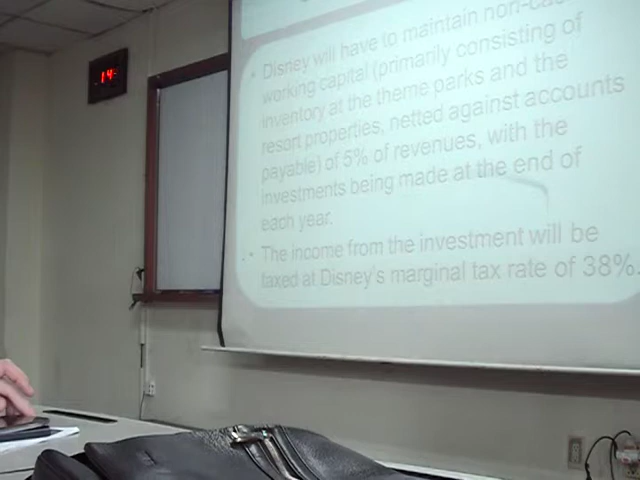 Disney will have to maintain non-
working capital (primarily consisting of
inventory at the theme parks and the
resort properties, netted against accounts
payable) of 5% of revenues, with the
investments being made at the end of
each year.
The income from the investment will be
taxed at Disney's marginal tax rate of 38%.